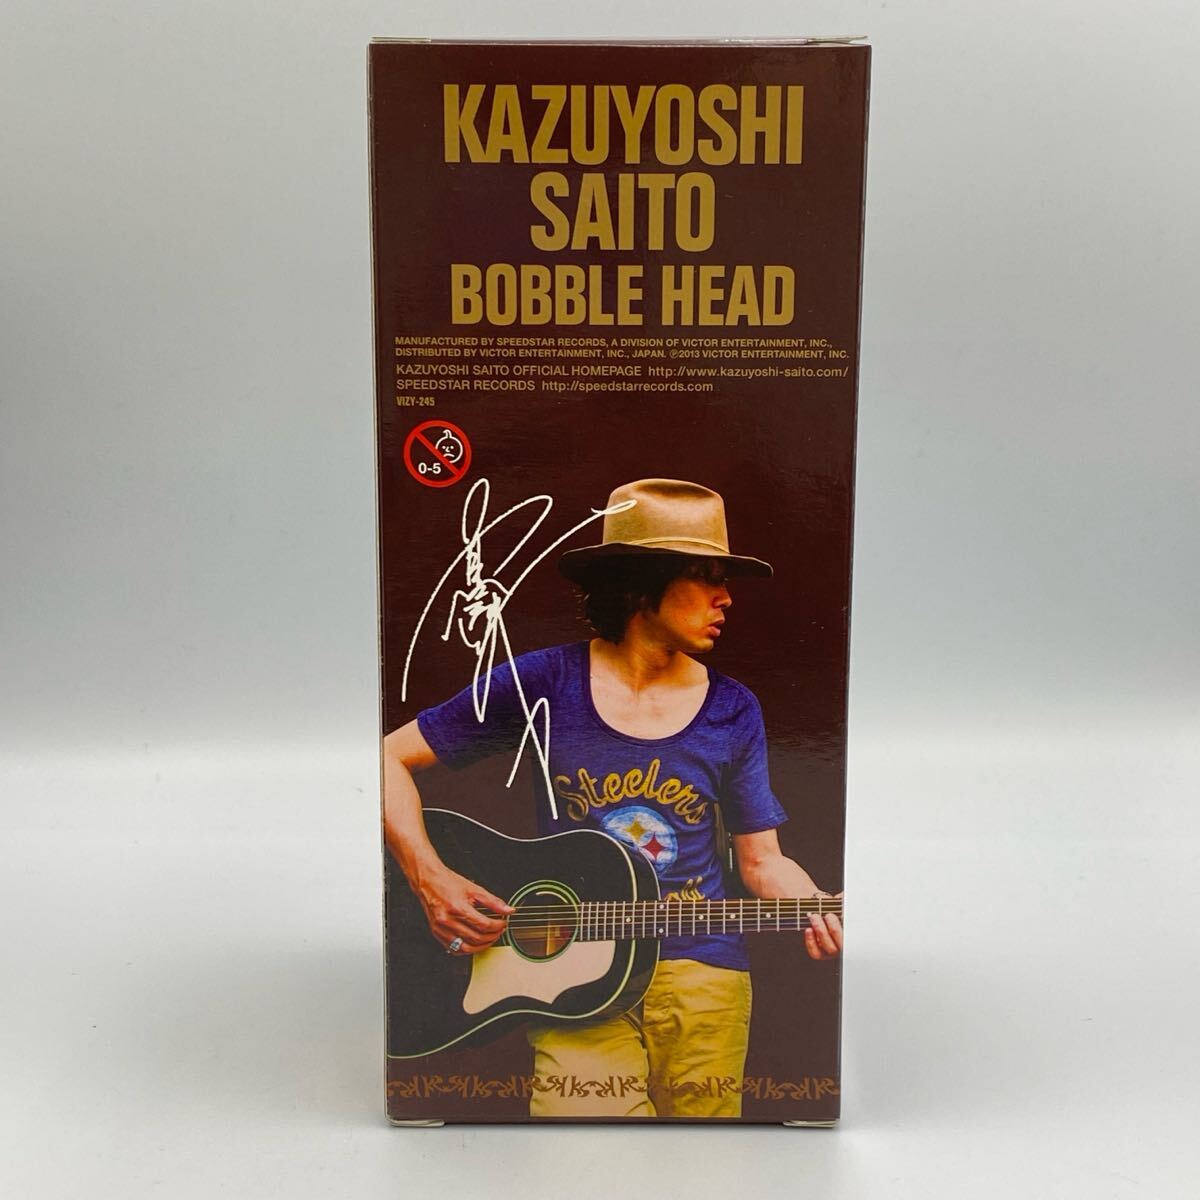 KAZUYOSHI
SAITO
BOBBLE HEAD
MANUFACTURED BY SPEEDSTAR RECORDS, A DIVISION OF VICTOR ENTERTAINMENT, INC.,
DISTRIBUTED BY VICTOR ENTERTAINMENT, INC., JAPAN. ℗2013 VICTOR ENTERTAINMENT, INC.
KAZUYOSHI SAITO OFFICIAL HOMEPAGE http://www.kazuyoshi-saito.com/
SPEEDSTAR RECORDS http://speedstarrecords.com
VIZY-245
0-5
Steelers